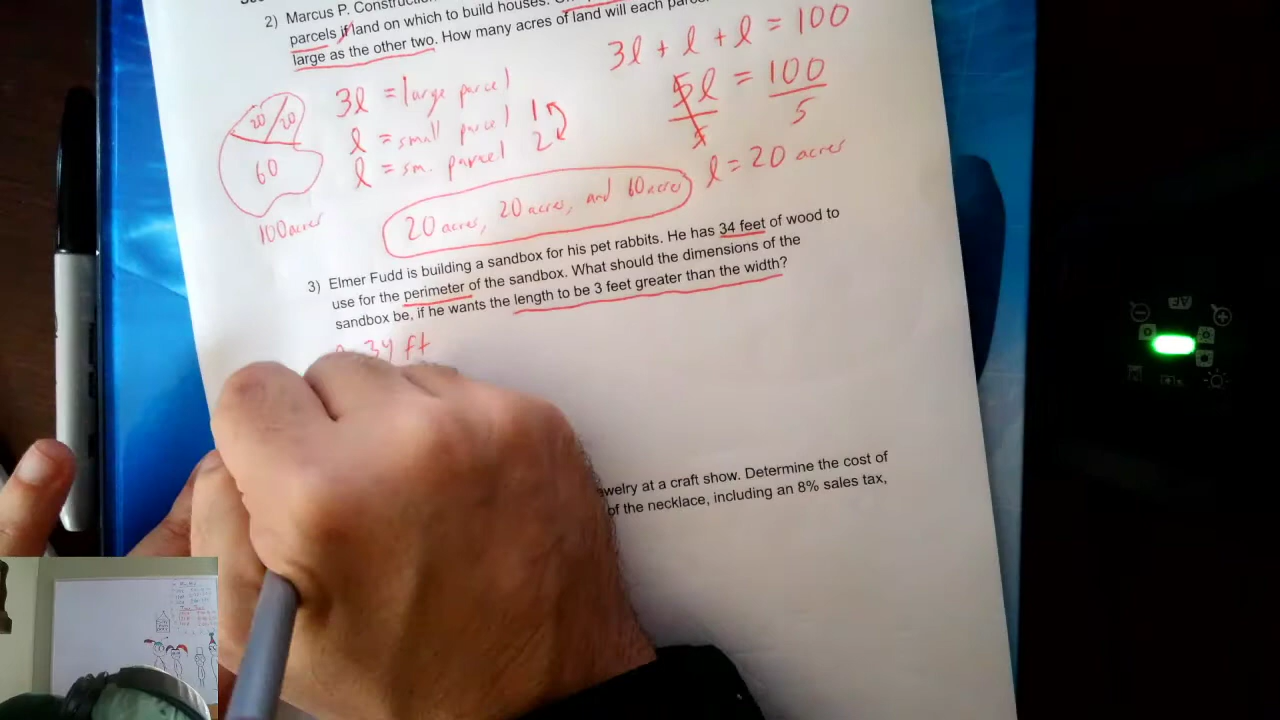 2) Marcus P. Construction
parcels if land on which to build houses.
large as the other two. How many acres of land will each parcel
3l + l + l = 100
3l = large parcel
5l = 100
5 5
l = small parcel 1
l = sm. parcel 2
l = 20 acres
20 20
60
100 acres
20 acres, 20 acres, and 60 acres
3) Elmer Fudd is building a sandbox for his pet rabbits. He has 34 feet of wood to
use for the perimeter of the sandbox. What should the dimensions of the
sandbox be, if he wants the length to be 3 feet greater than the width?
34 ft
welry at a craft show. Determine the cost of
of the necklace, including an 8% sales tax,
AF